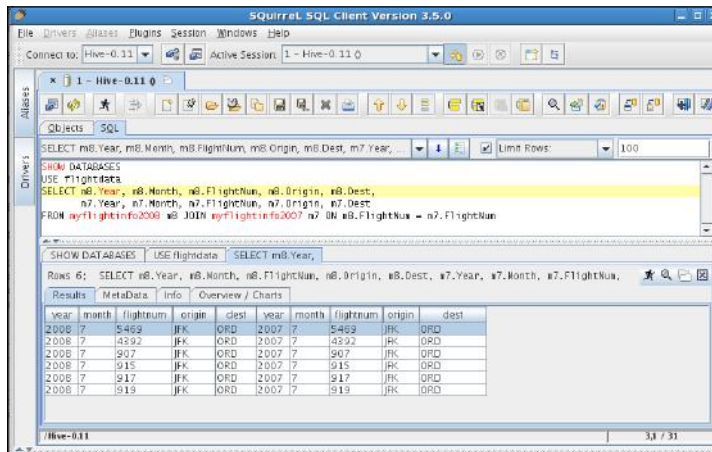 SQuirreL SQL Client Version 3.5.0
File Drivers Aliases Plugins Session Windows Help
Connect to: Hive-0.11 Active Session: 1 - Hive-0.11 ()
1 - Hive-0.11 ()
Aliases
Drivers
Objects SQL
SELECT m8.Year, m8.Month, m8.FlightNum, m8.Origin, m8.Dest, m7.Year, ... Limit Rows: 100
SHOW DATABASES
USE flightdata
SELECT m8.Year, m8.Month, m8.FlightNum, m8.Origin, m8.Dest,
m7.Year, m7.Month, m7.FlightNum, m7.Origin, m7.Dest
FROM myflightinfo2008 m8 JOIN myflightinfo2007 m7 ON m8.FlightNum = m7.FlightNum
SHOW DATABASES USE flightdata SELECT m8.Year,
Rows 6; SELECT m8.Year, m8.Month, m8.FlightNum, m8.Origin, m8.Dest, m7.Year, m7.Month, m7.FlightNum,
Results MetaData Info Overview / Charts
year month flightnum origin dest year month flightnum origin dest
2008 7 5469 JFK ORD 2007 7 5469 JFK ORD
2008 7 4392 JFK ORD 2007 7 4392 JFK ORD
2008 7 907 JFK ORD 2007 7 907 JFK ORD
2008 7 915 JFK ORD 2007 7 915 JFK ORD
2008 7 917 JFK ORD 2007 7 917 JFK ORD
2008 7 919 JFK ORD 2007 7 919 JFK ORD
/Hive-0.11 3,1 / 31